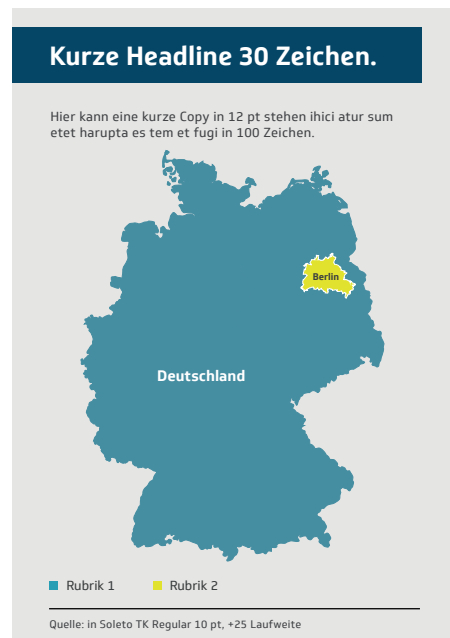 Kurze Headline 30 Zeichen.
Hier kann eine kurze Copy in 12 pt stehen ihici atur sum
etet harupta es tem et fugi in 100 Zeichen.
Berlin
Deutschland
Rubrik 1 Rubrik 2
Quelle: in Soleto TK Regular 10 pt, +25 Laufweite